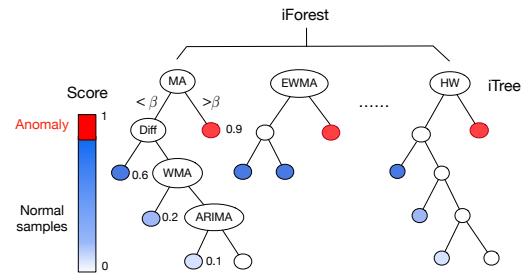 iForest
MA
EWMA
......
HW
iTree
Score
< β
>β
1
Anomaly
Diff
0.9
0.6
WMA
Normal
samples
0.2
ARIMA
0.1
0